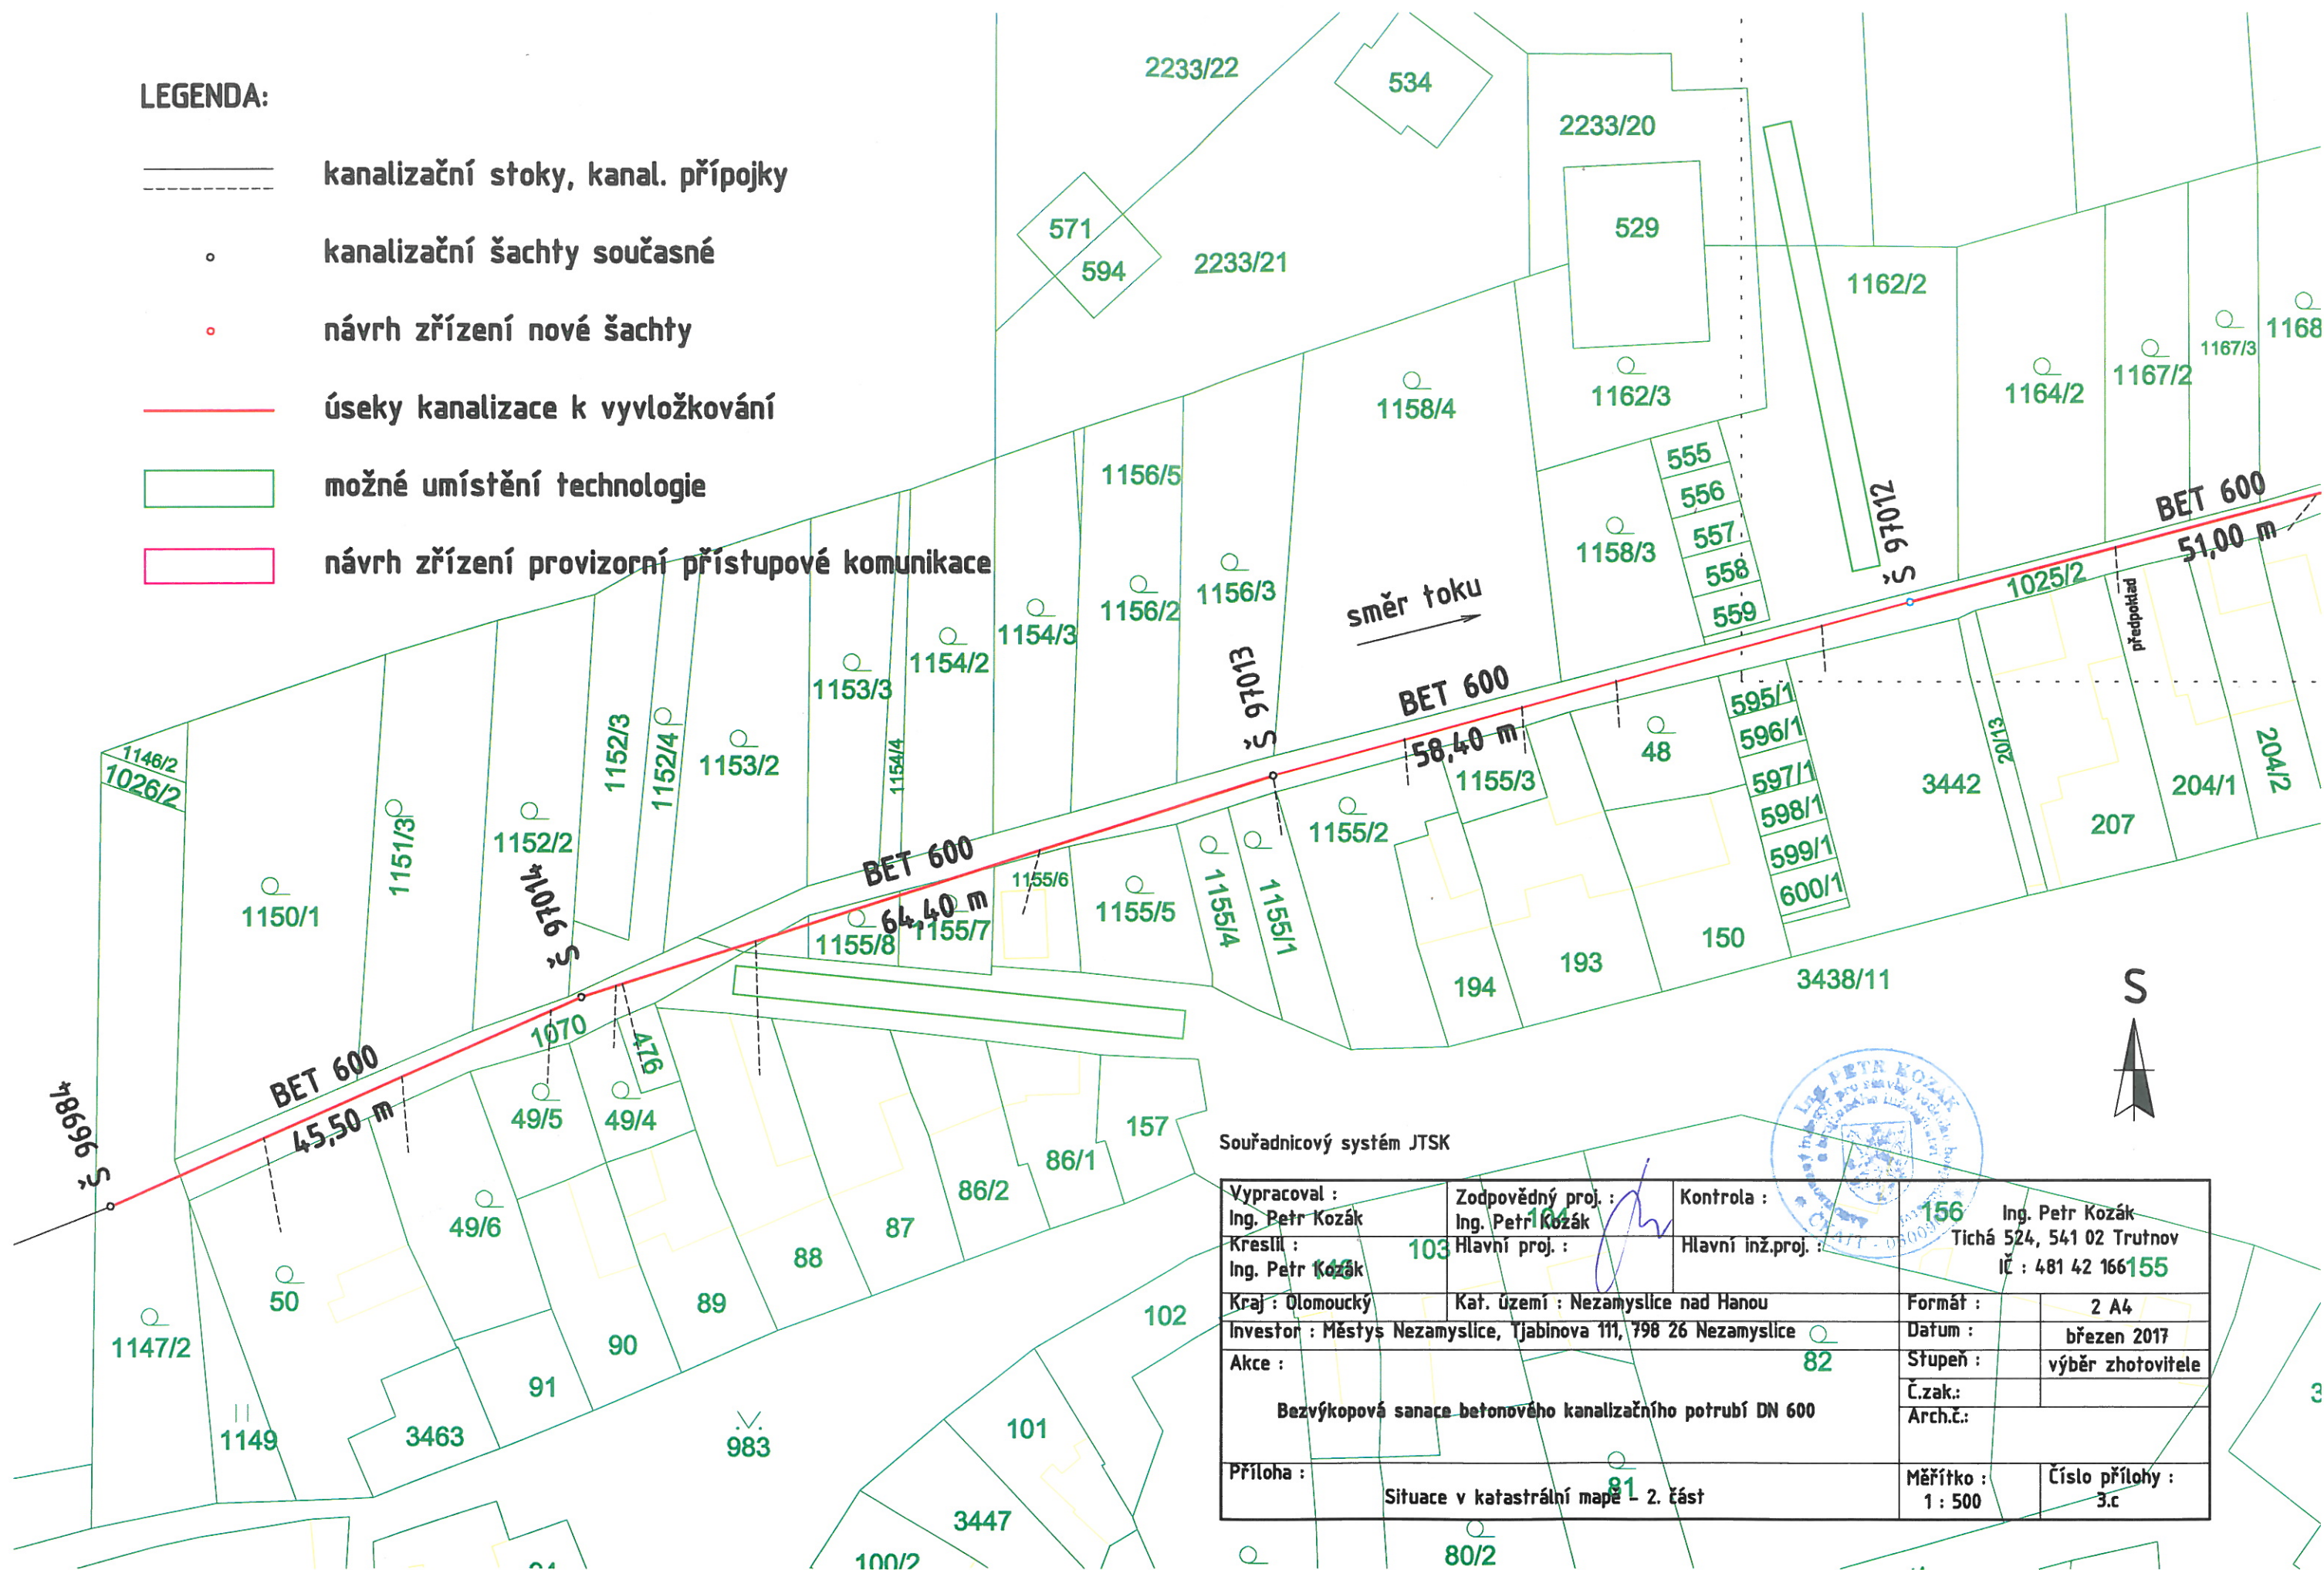 LEGENDA:
kanalizační stoky, kanal. přípojky
kanalizační šachty současné
návrh zřízení nové šachty
úseky kanalizace k vyvložkování
možné umístění technologie
návrh zřízení provizorní přístupové komunikace
2233/22
534
2233/20
571
594
2233/21
529
1162/2
1168
1167/3
1167/2
1164/2
1162/3
1158/4
1156/5
555
556
557
558
559
1158/3
1156/3
1156/2
1154/3
1154/2
1153/3
1154/4
1153/2
1152/4
1152/3
1152/2
1151/3
1150/1
1146/2
1026/2
směr toku
Š 97012
BET 600
51,00 m
1025/2
předpoklad
Š 97013
BET 600
58,40 m
BET 600
64,40 m
Š 97014
BET 600
45,50 m
Š 96984
1070
476
595/1
596/1
597/1
598/1
599/1
600/1
48
1155/3
1155/2
1155/1
1155/4
1155/5
1155/6
1155/7
1155/8
3442
20/13
207
204/1
204/2
150
193
194
3438/11
49/5
49/4
49/6
50
1147/2
1149
3463
91
90
89
88
87
86/2
86/1
157
983
102
101
3447
100/2
103
104
156
155
82
81
80/2
S
Souřadnicový systém JTSK
Ing. PETR KOZÁK
Vypracoval :
Ing. Petr Kozák
Zodpovědný proj. :
Ing. Petr Kozák
Kontrola :
Kreslil :
Ing. Petr Kozák
Hlavní proj. :
Hlavní inž.proj. :
Ing. Petr Kozák
Tichá 524, 541 02 Trutnov
IČ : 481 42 166
Kraj : Olomoucký
Kat. území : Nezamyslice nad Hanou
Formát :
2 A4
Investor : Městys Nezamyslice, Tjabinova 111, 798 26 Nezamyslice
Datum :
březen 2017
Akce :
Stupeň :
výběr zhotovitele
Č.zak.:
Bezvýkopová sanace betonového kanalizačního potrubí DN 600
Arch.č.:
Příloha :
Situace v katastrální mapě - 2. část
Měřítko :
1 : 500
Číslo přílohy :
3.c